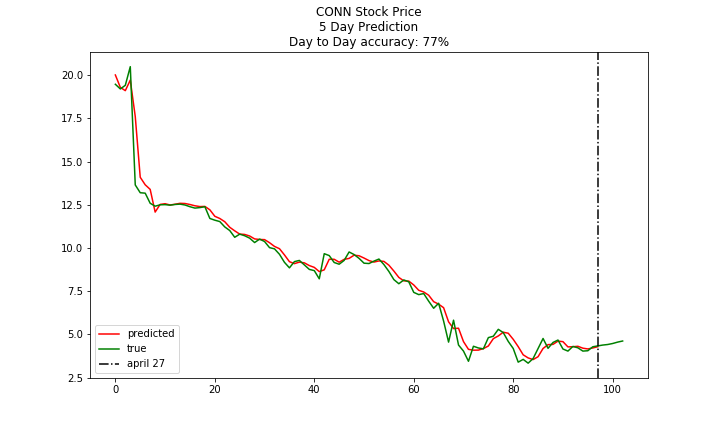 CONN Stock Price
5 Day Prediction
Day to Day accuracy: 77%
20.0
17.5
15.0
12.5
10.0
7.5
5.0
2.5
predicted
true
april 27
0
20
40
60
80
100